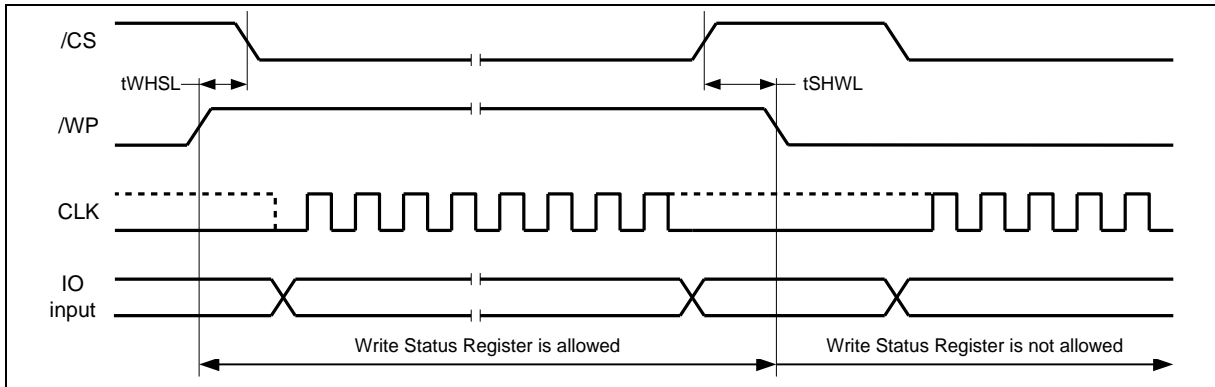 /CS
tWHSL
tSHWL
/WP
CLK
IO
input
Write Status Register is allowed
Write Status Register is not allowed